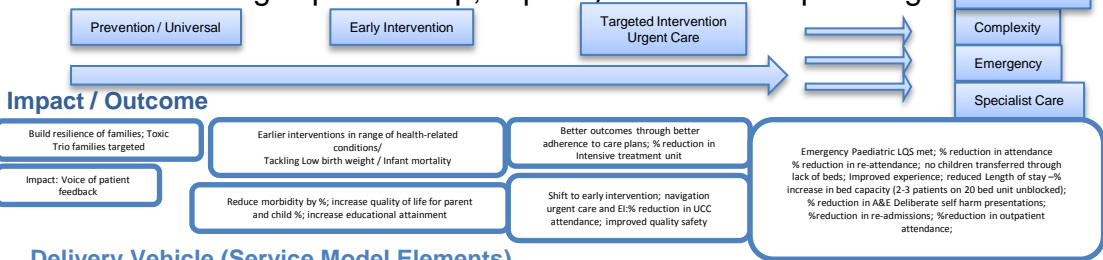 Prevention / Universal
Early Intervention
Targeted Intervention
Urgent Care
Complexity
Emergency
Specialist Care
Impact / Outcome
Build resilience of families; Toxic
Trio families targeted
Impact: Voice of patient
feedback
Earlier interventions in range of health-related
conditions/
Tackling Low birth weight / Infant mortality
Reduce morbidity by %; increase quality of life for parent
and child %; increase educational attainment
Better outcomes through better
adherence to care plans; % reduction in
Intensive treatment unit
Shift to early intervention; navigation
urgent care and EI:% reduction in UCC
attendance; improved quality safety
Emergency Paediatric LQS met; % reduction in attendance
% reduction in re-attendance; no children transferred through
lack of beds; Improved experience; reduced Length of stay –%
increase in bed capacity (2-3 patients on 20 bed unit unblocked);
% reduction in A&E Deliberate self harm presentations;
%reduction in re-admissions; %reduction in outpatient
attendance;
Delivery Vehicle (Service Model Elements)